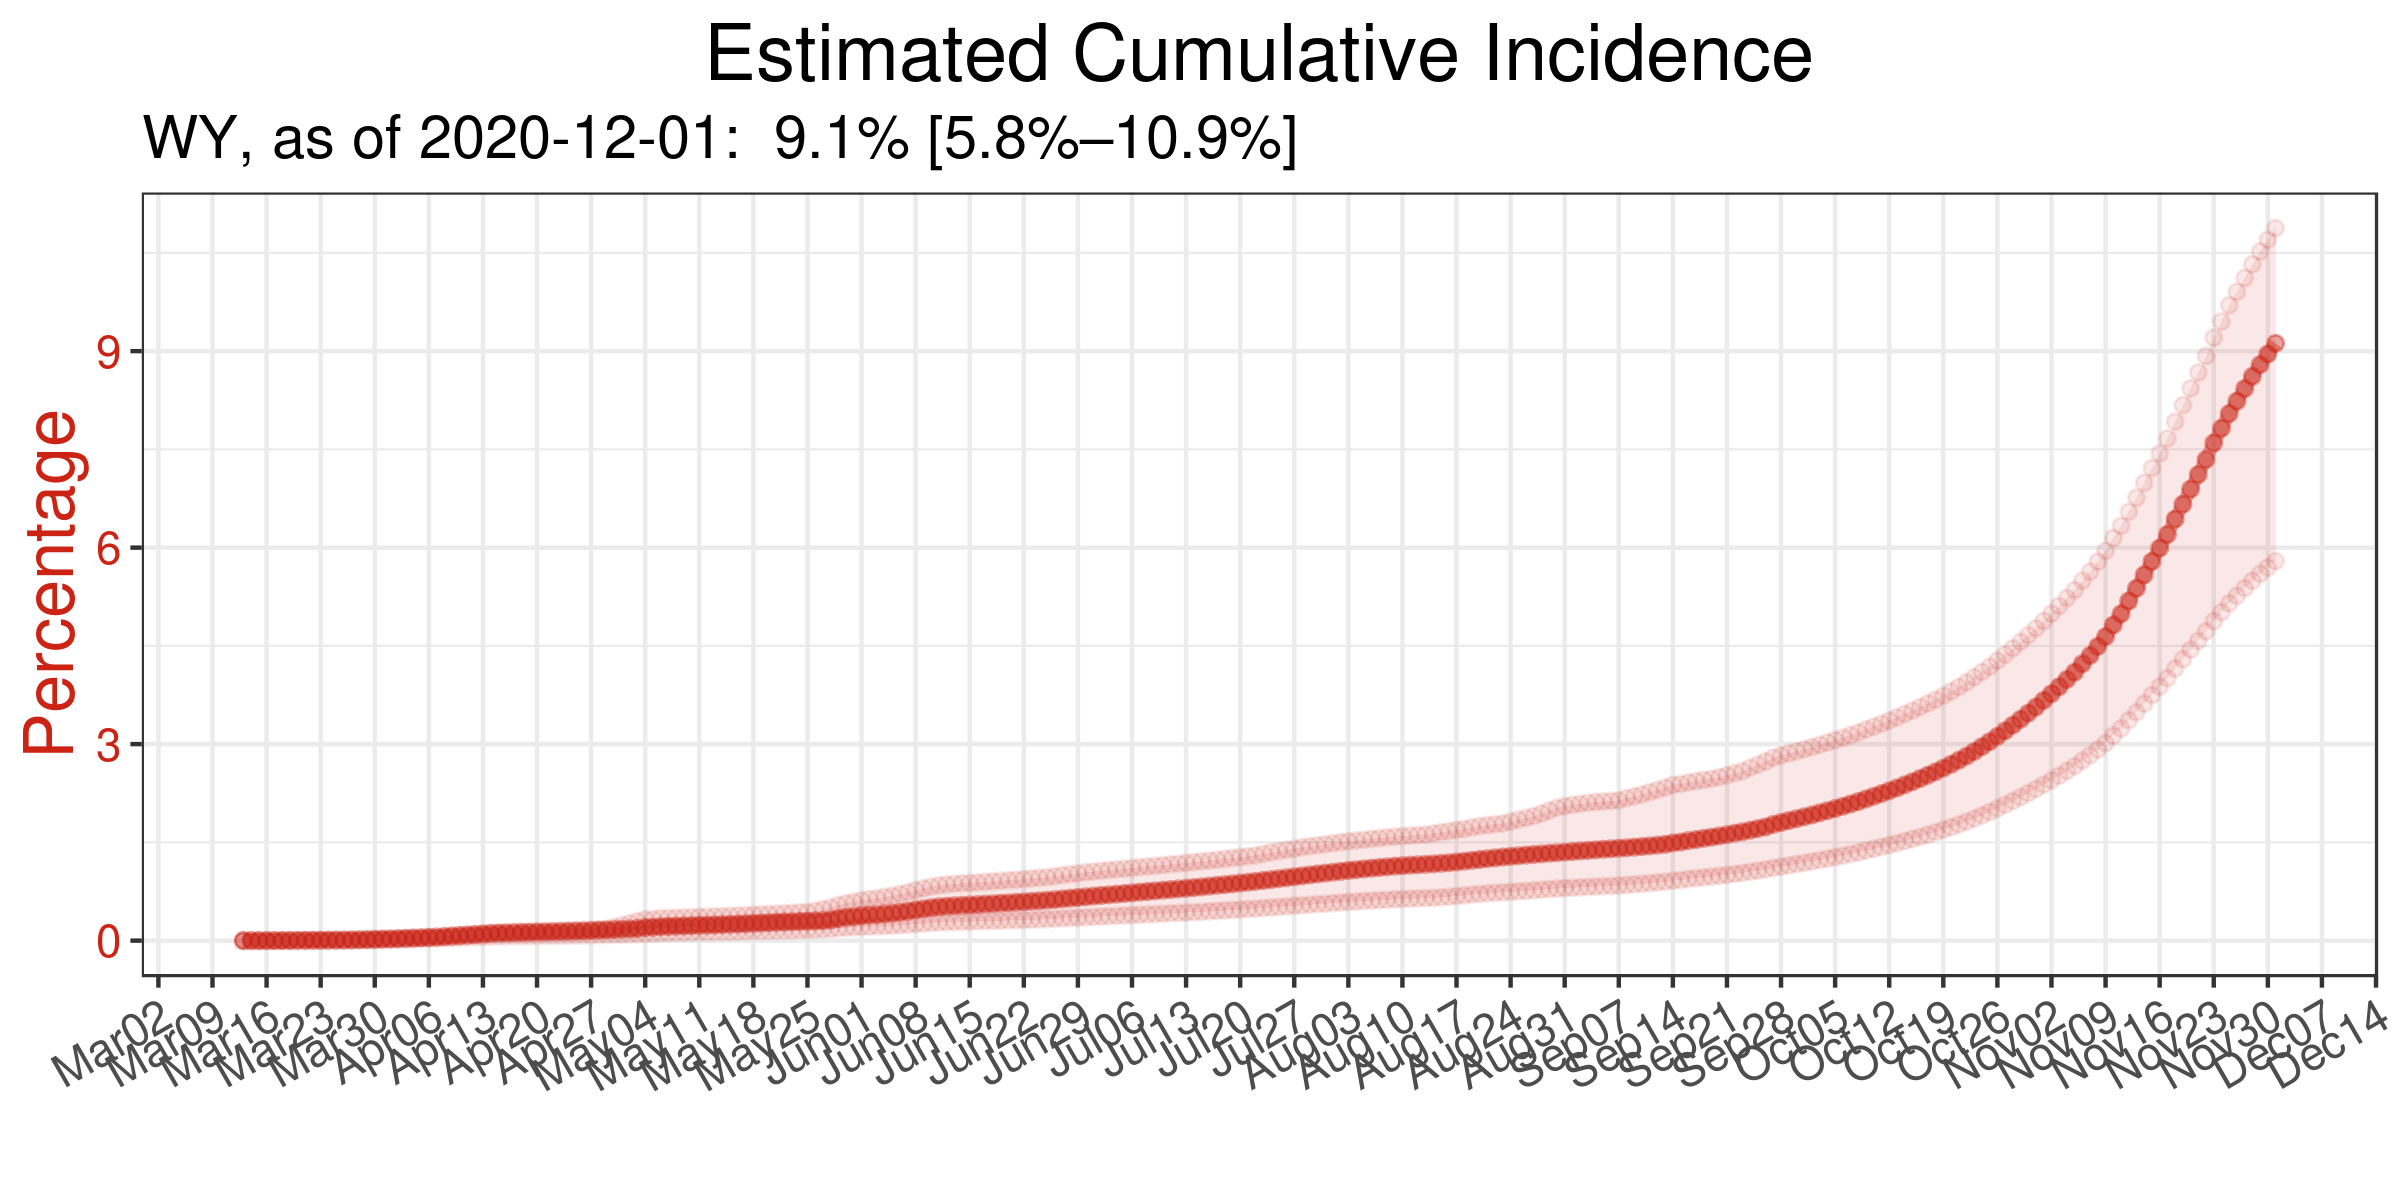 Estimated Cumulative Incidence
WY, as of 2020-12-01:  9.1% [5.8%–10.9%]
Percentage
9
6
3
0
Mar02
Mar09
Mar16
Mar23
Mar30
Apr06
Apr13
Apr20
Apr27
May04
May11
May18
May25
Jun01
Jun08
Jun15
Jun22
Jun29
Jul06
Jul13
Jul20
Jul27
Aug03
Aug10
Aug17
Aug24
Aug31
Sep07
Sep14
Sep21
Sep28
Oct05
Oct12
Oct19
Oct26
Nov02
Nov09
Nov16
Nov23
Nov30
Dec07
Dec14